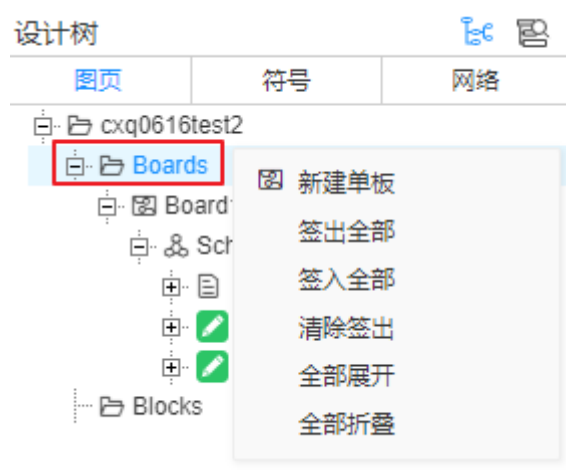 设计树
图页 符号 网络
cxq0616test2
Boards
新建单板
Board
签出全部
Sch
签入全部
清除签出
全部展开
Blocks
全部折叠